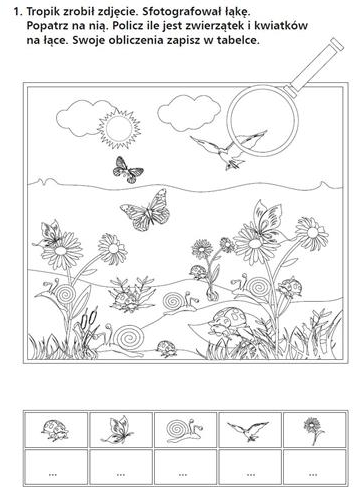 1. Tropik zrobił zdjęcie. Sfotografował łąkę.
Popatrz na nią. Policz ile jest zwierzątek i kwiatków
na łące. Swoje obliczenia zapisz w tabelce.
... ... ... ... ...